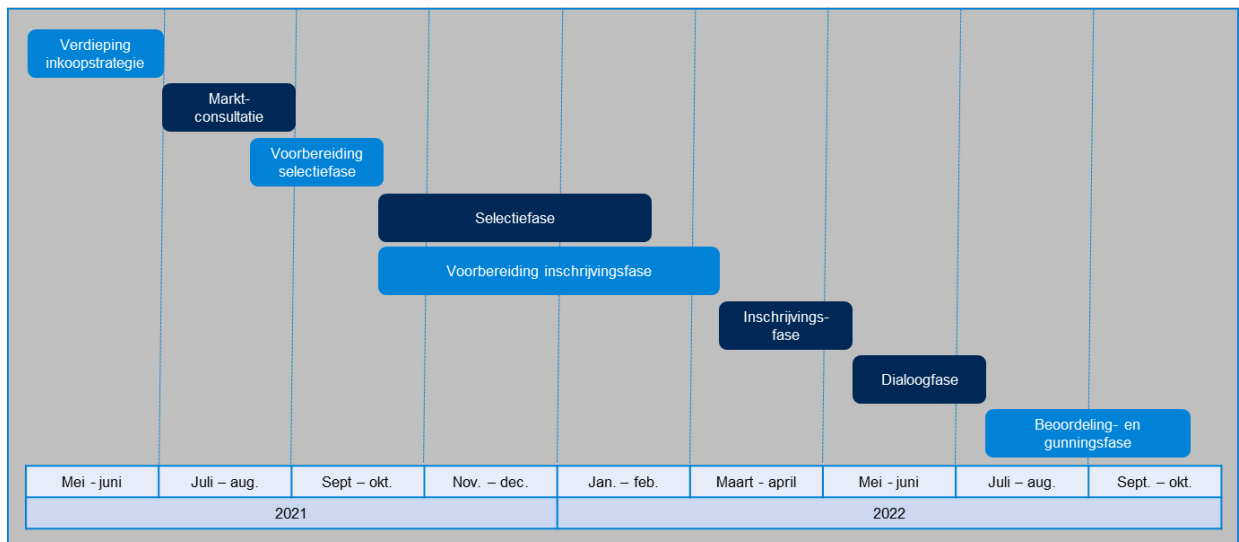 Verdieping
inkoopstrategie
Markt-
consultatie
Voorbereiding
selectiefase
Selectiefase
Voorbereiding inschrijvingsfase
Inschrijvings-
fase
Dialoogfase
Beoordeling- en
gunningsfase
Mei - juni
Juli – aug.
Sept – okt.
Nov. – dec.
Jan. – feb.
Maart - april
Mei - juni
Juli – aug.
Sept. – okt.
2021
2022